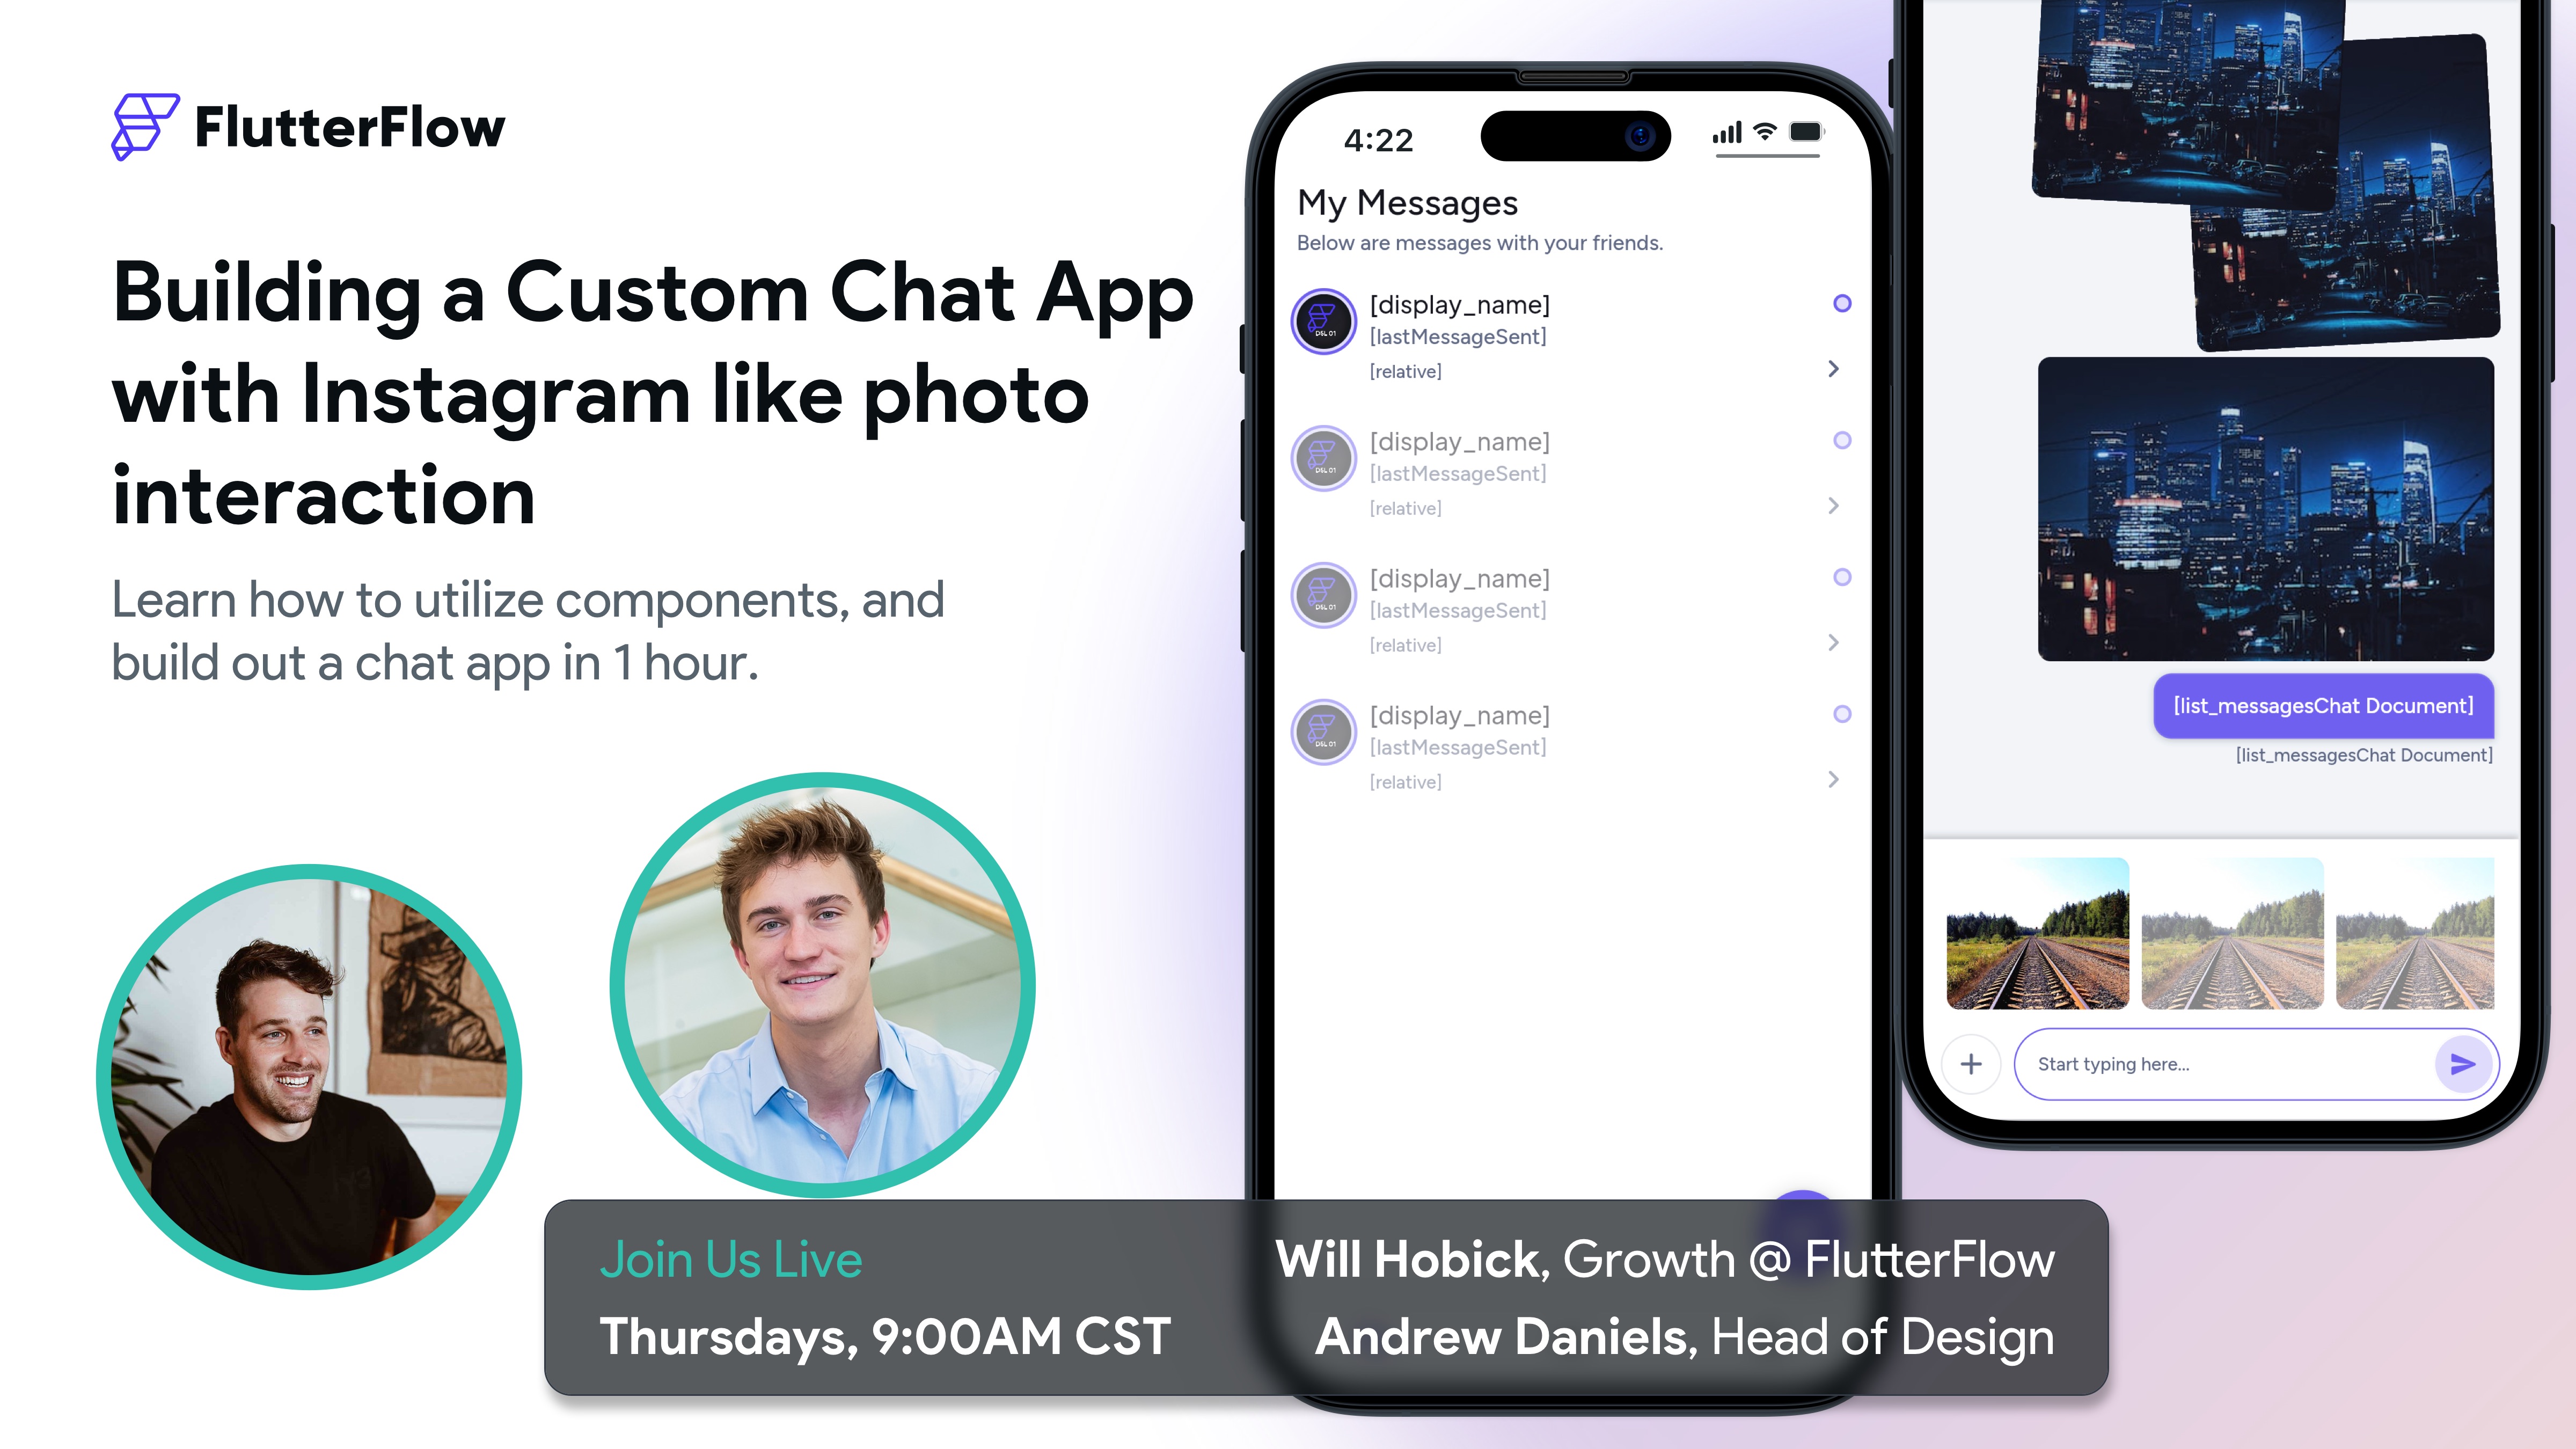 FlutterFlow
Building a Custom Chat App
with Instagram like photo
interaction
Learn how to utilize components, and
build out a chat app in 1 hour.
4:22
My Messages
Below are messages with your friends.
[display_name]
[lastMessageSent]
[relative]
[display_name]
[lastMessageSent]
[relative]
[display_name]
[lastMessageSent]
[relative]
[display_name]
[lastMessageSent]
[relative]
[list_messagesChat Document]
[list_messagesChat Document]
Start typing here...
Join Us Live
Thursdays, 9:00AM CST
Will Hobick, Growth @ FlutterFlow
Andrew Daniels, Head of Design